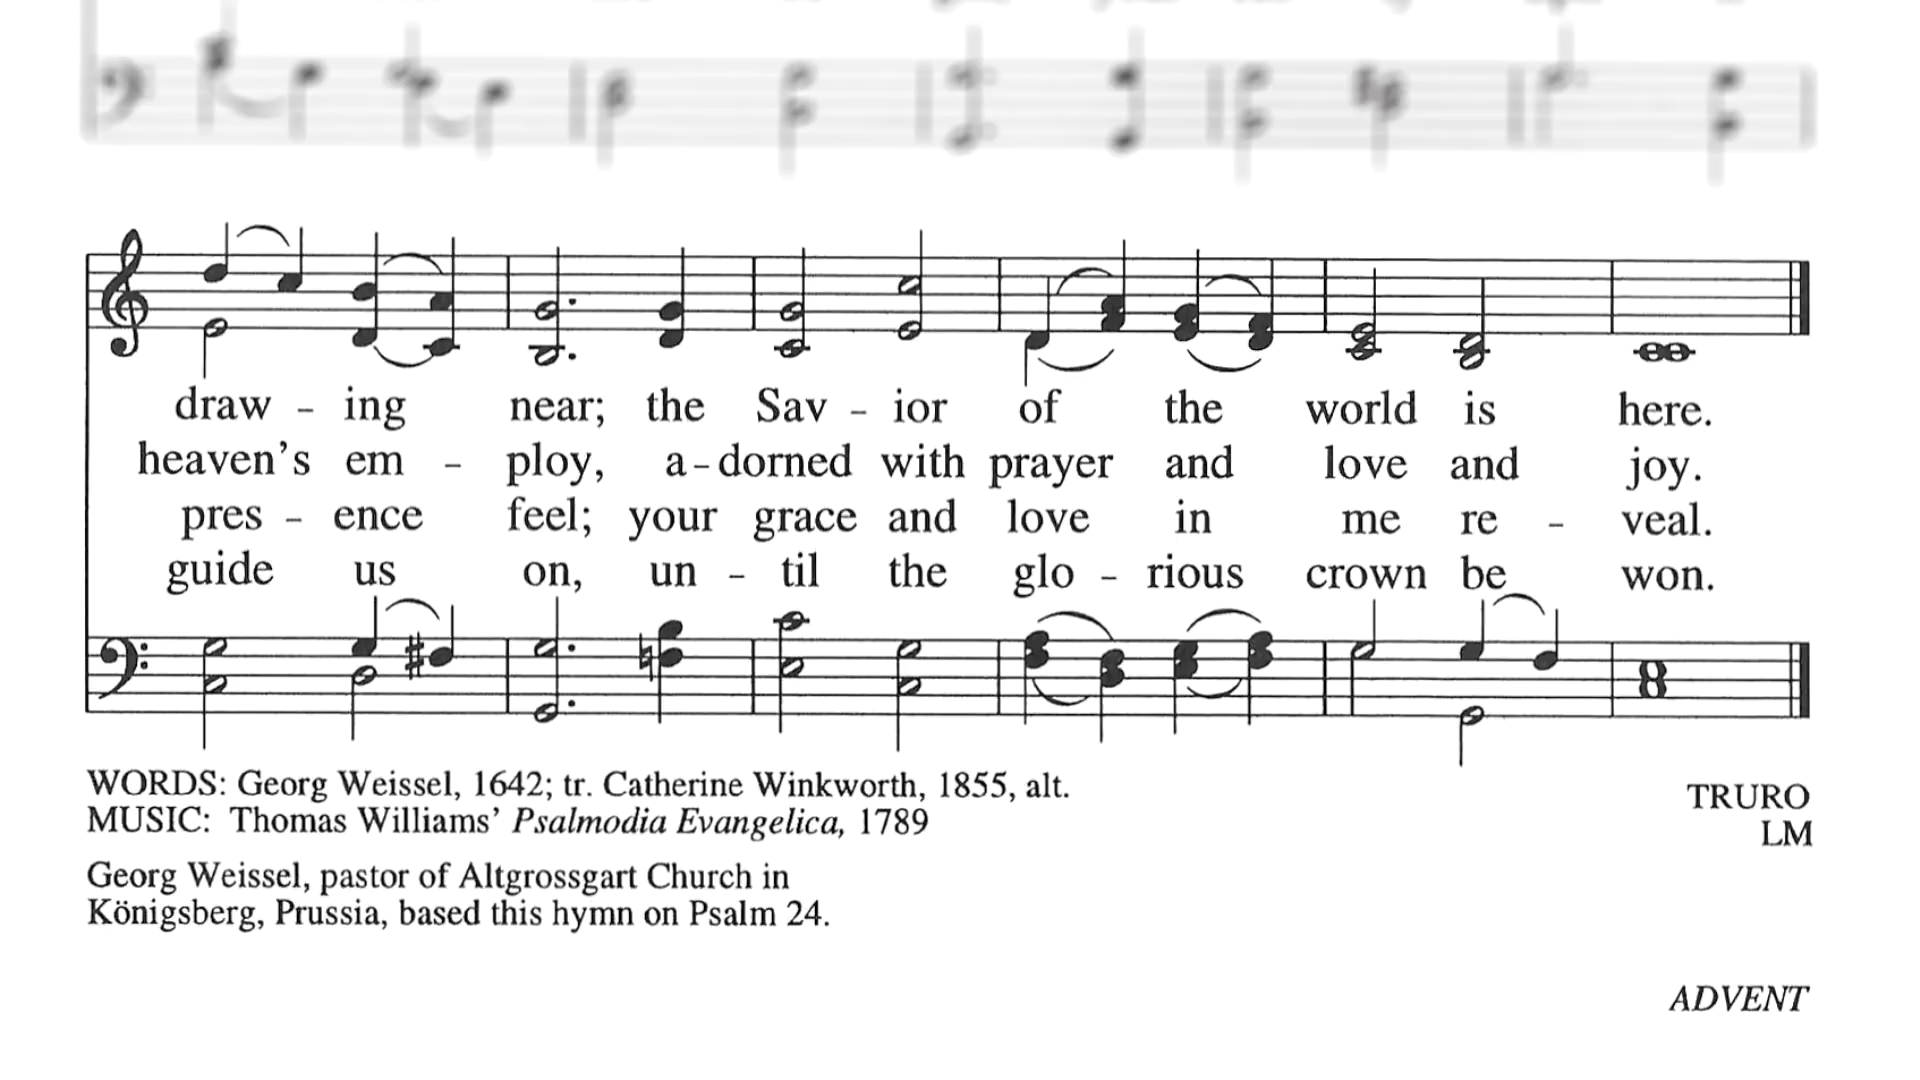 draw - ing near; the Sav - ior of the world is here.
heaven's em - ploy, a - dorned with prayer and love and joy.
pres - ence feel; your grace and love in me re - veal.
guide us on, un - til the glo - rious crown be won.
WORDS: Georg Weissel, 1642; tr. Catherine Winkworth, 1855, alt.
TRURO
MUSIC: Thomas Williams' Psalmodia Evangelica, 1789
LM
Georg Weissel, pastor of Altgrossgart Church in
Königsberg, Prussia, based this hymn on Psalm 24.
ADVENT